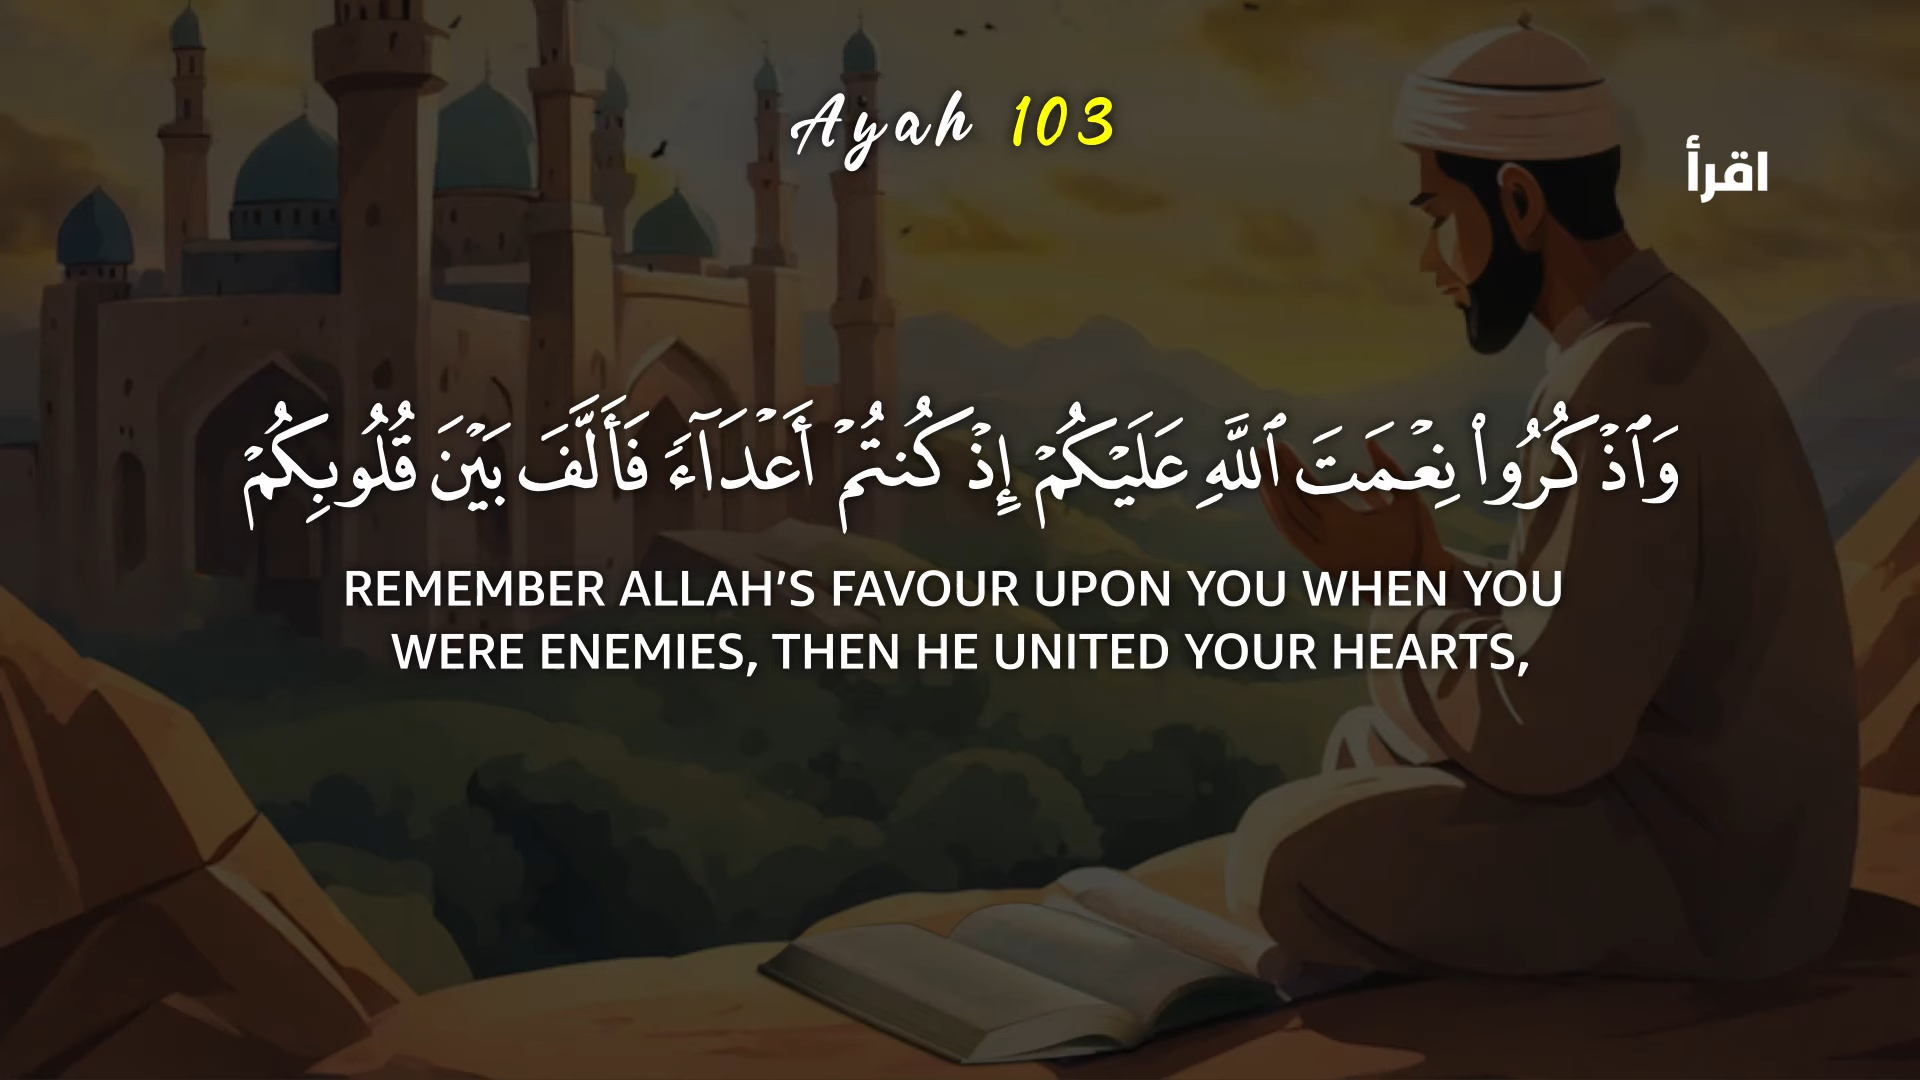 Ayah 103
اقرأ
وَٱذْكُرُوا۟ نِعْمَتَ ٱللَّهِ عَلَيْكُمْ إِذْ كُنتُمْ أَعْدَآءً فَأَلَّفَ بَيْنَ قُلُوبِكُمْ
REMEMBER ALLAH’S FAVOUR UPON YOU WHEN YOU
WERE ENEMIES, THEN HE UNITED YOUR HEARTS,